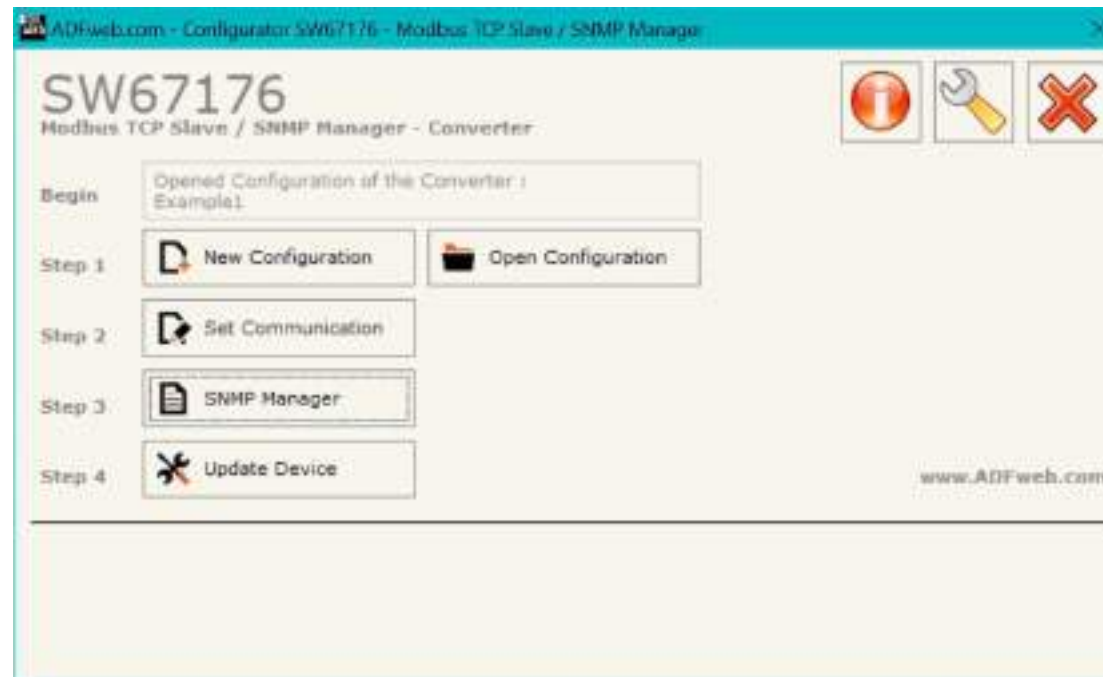 ADFweb.com - Configurator SW67176 - Modbus TCP Slave / SNMP Manager
SW67176
Modbus TCP Slave / SNMP Manager - Converter
Begin
Opened Configuration of the Converter :
Example1
Step 1
New Configuration
Open Configuration
Step 2
Set Communication
Step 3
SNMP Manager
Step 4
Update Device
www.ADFweb.com